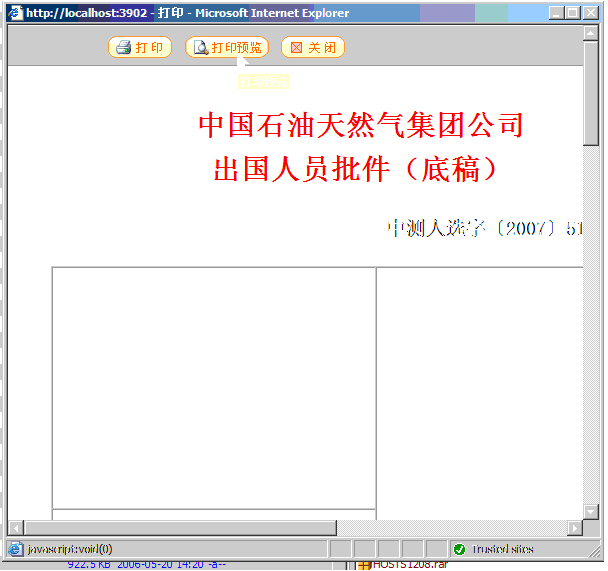 http://localhost:3902 - 打印 - Microsoft Internet Explorer
打 印 打印预览 关 闭
打印预览
中国石油天然气集团公司
出国人员批件（底稿）
中测人选字〔2007〕51
javascript:void(0) Trusted sites
922.5 KB 2006-05-20 14:20 -a-- HOSTS1208.rar